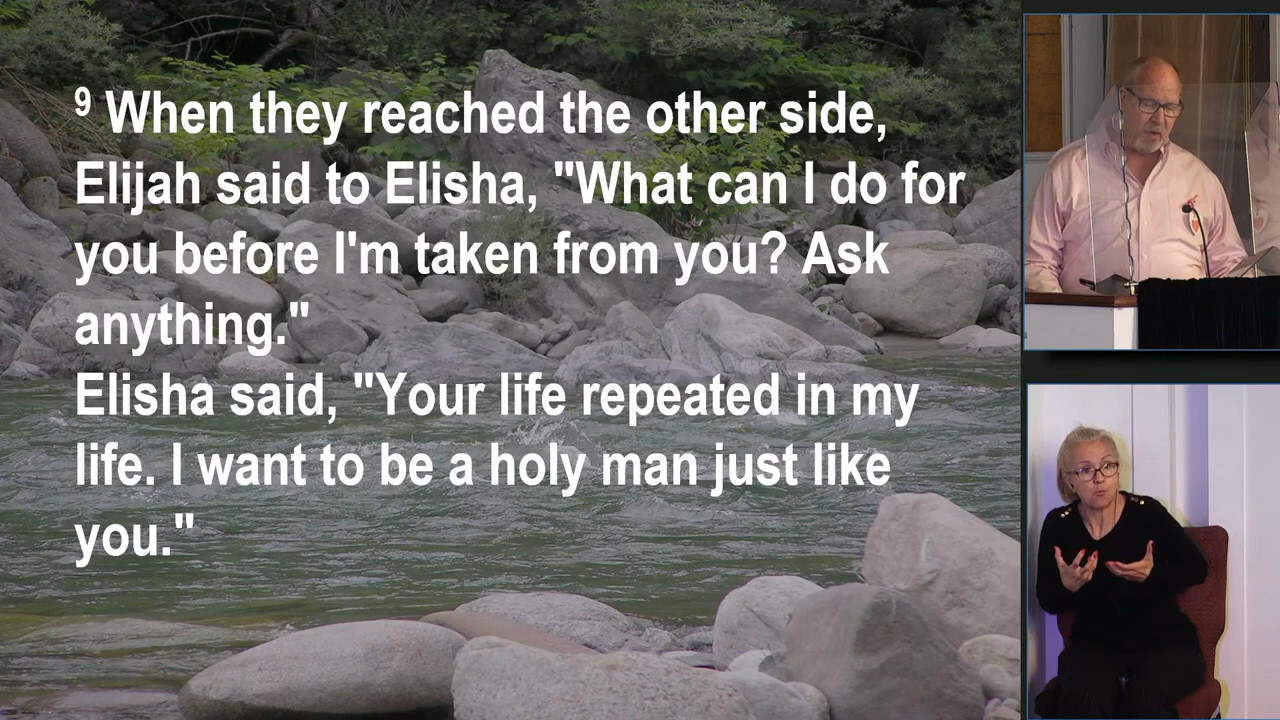 9 When they reached the other side,
Elijah said to Elisha, "What can I do for
you before I'm taken from you? Ask
anything."
Elisha said, "Your life repeated in my
life. I want to be a holy man just like
you."